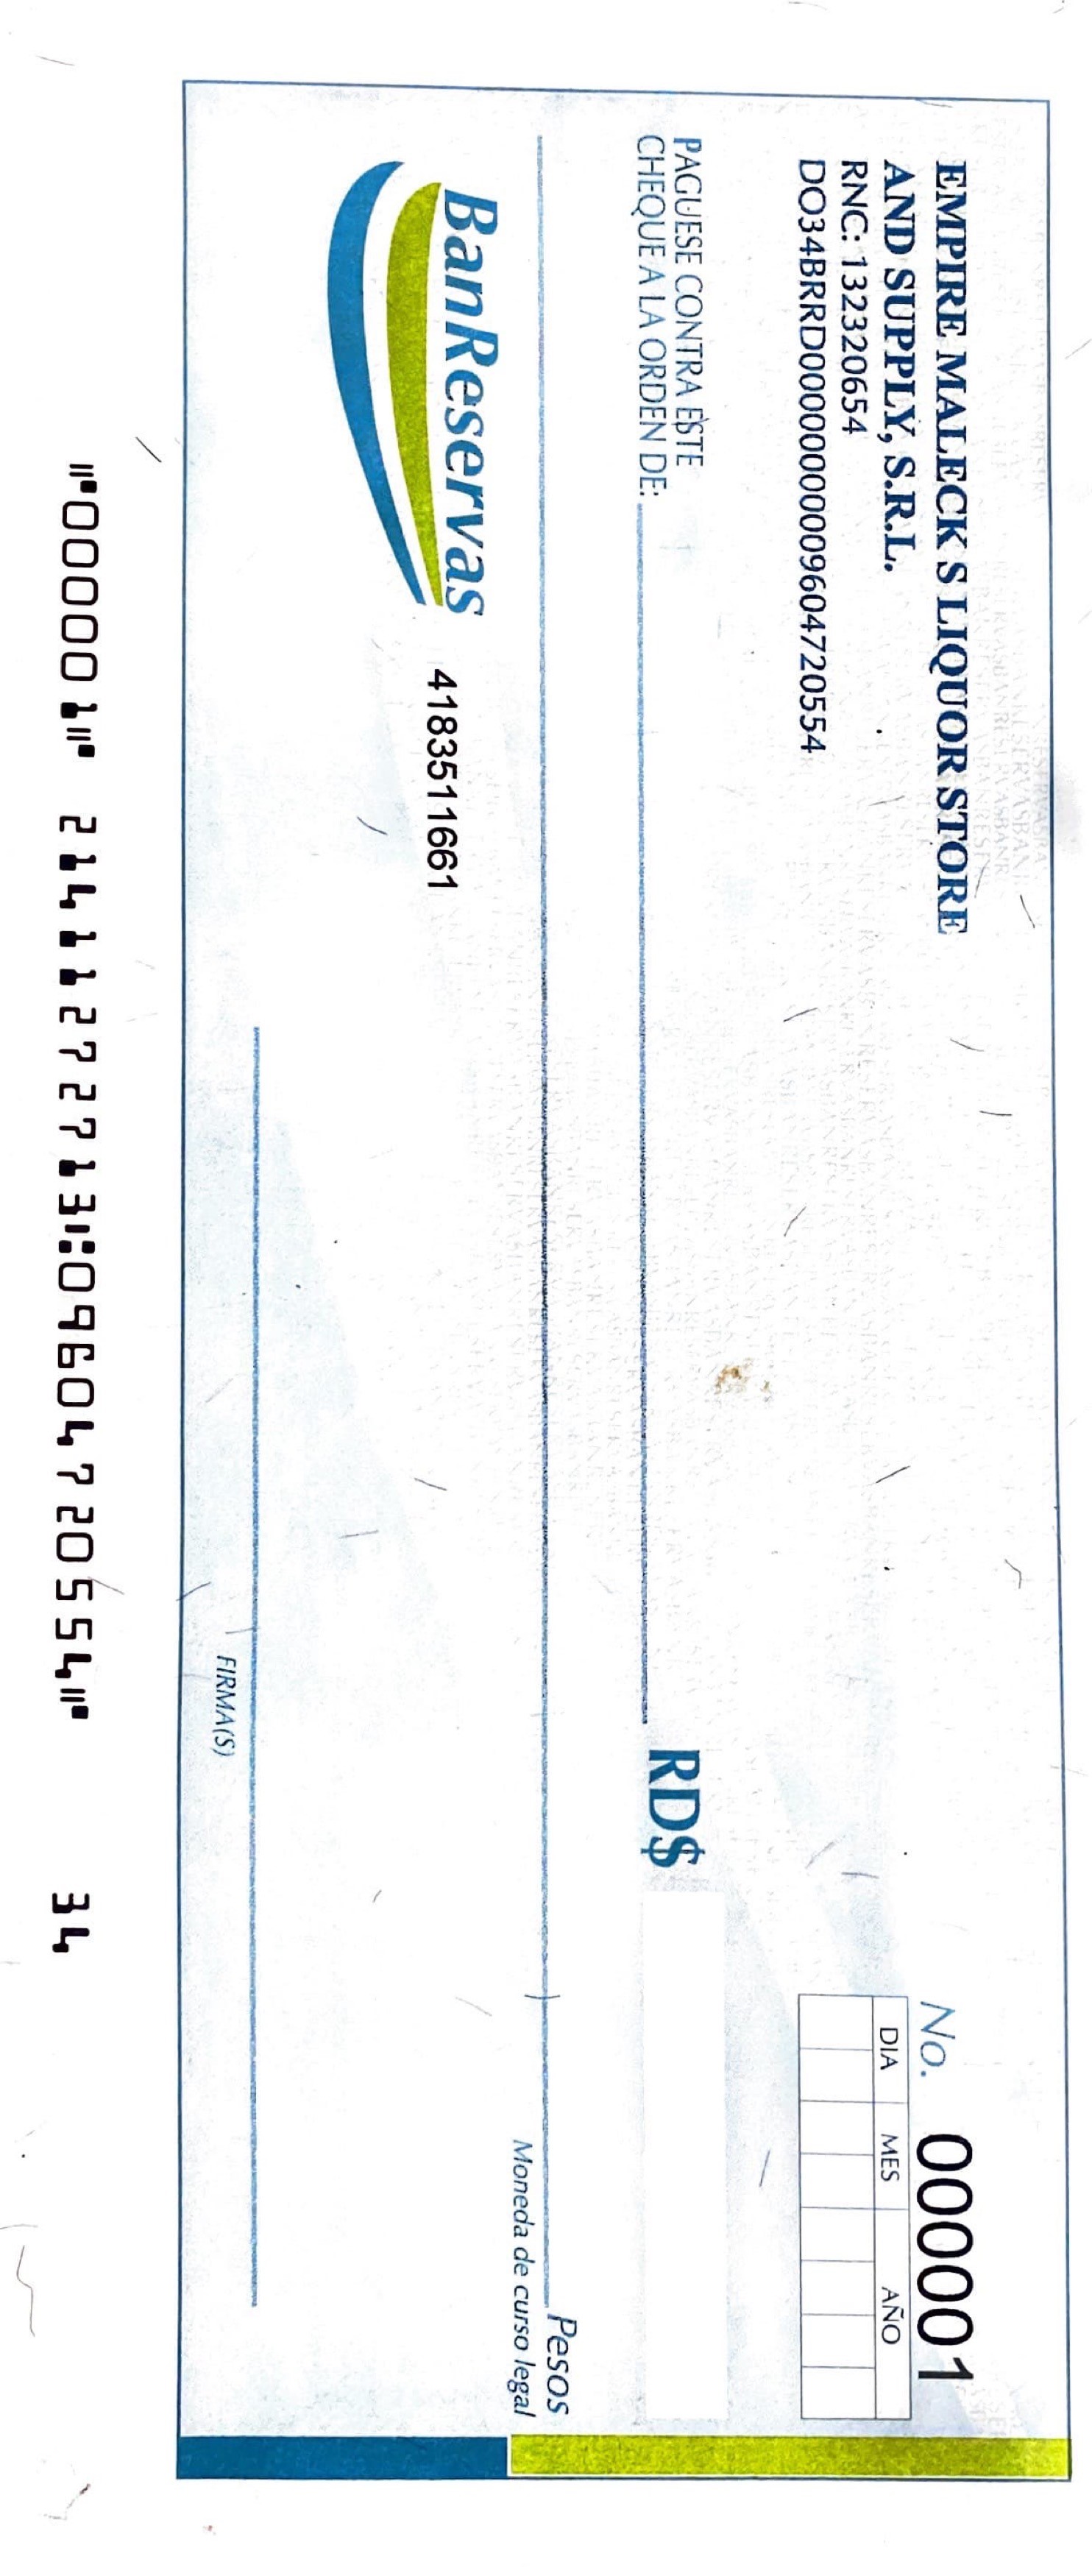 EMPIRE MALECK S LIQUOR STORE
AND SUPPLY, S.R.L.
RNC: 132320654
DO34BRRD00000000009604720554
No. 000001
DIA MES AÑO
PAGUESE CONTRA ESTE
CHEQUE A LA ORDEN DE:
RD$
Pesos
Moneda de curso legal
BanReservas
4183511661
FIRMA(S)
⑈000001⑈ 21411272713⑆09604720554⑈ 34